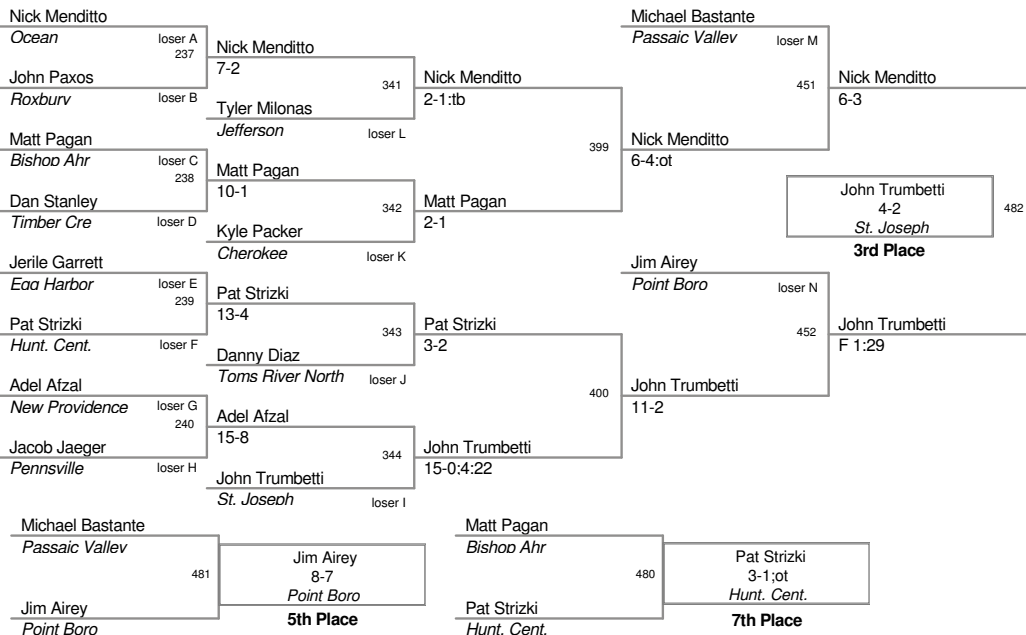 Nick Menditto
Ocean
loser A
237
John Paxos
Roxbury
loser B
Matt Pagan
Bishop Ahr
loser C
238
Dan Stanley
Timber Cre
loser D
Jerile Garrett
Egg Harbor
loser E
239
Pat Strizki
Hunt. Cent.
loser F
Adel Afzal
New Providence
loser G
240
Jacob Jaeger
Pennsville
loser H
Nick Menditto
7-2
341
Tyler Milonas
Jefferson
loser L
Matt Pagan
10-1
342
Kyle Packer
Cherokee
loser K
Pat Strizki
13-4
343
Danny Diaz
Toms River North
loser J
Adel Afzal
15-8
344
John Trumbetti
St. Joseph
loser I
Nick Menditto
2-1:tb
399
Matt Pagan
2-1
Pat Strizki
3-2
400
John Trumbetti
15-0;4:22
Michael Bastante
Passaic Valley
loser M
451
Nick Menditto
6-4:ot
Jim Airey
Point Boro
loser N
452
John Trumbetti
11-2
Nick Menditto
6-3
John Trumbetti
4-2
St. Joseph
482
3rd Place
John Trumbetti
F 1:29
Michael Bastante
Passaic Valley
481
Jim Airey
Point Boro
Jim Airey
8-7
Point Boro
5th Place
Matt Pagan
Bishop Ahr
480
Pat Strizki
Hunt. Cent.
Pat Strizki
3-1;ot
Hunt. Cent.
7th Place